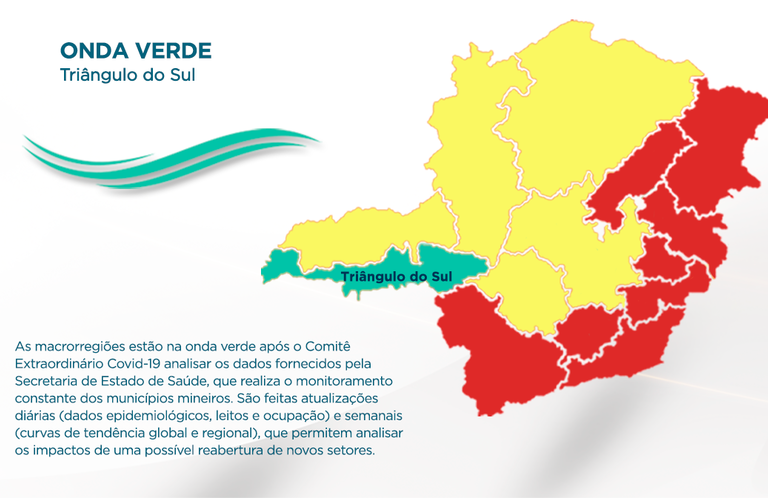 ONDA VERDE
Triângulo do Sul
Triângulo do Sul
As macrorregiões estão na onda verde após o Comitê
Extraordinário Covid-19 analisar os dados fornecidos pela
Secretaria de Estado de Saúde, que realiza o monitoramento
constante dos municípios mineiros. São feitas atualizações
diárias (dados epidemiológicos, leitos e ocupação) e semanais
(curvas de tendência global e regional), que permitem analisar
os impactos de uma possível reabertura de novos setores.